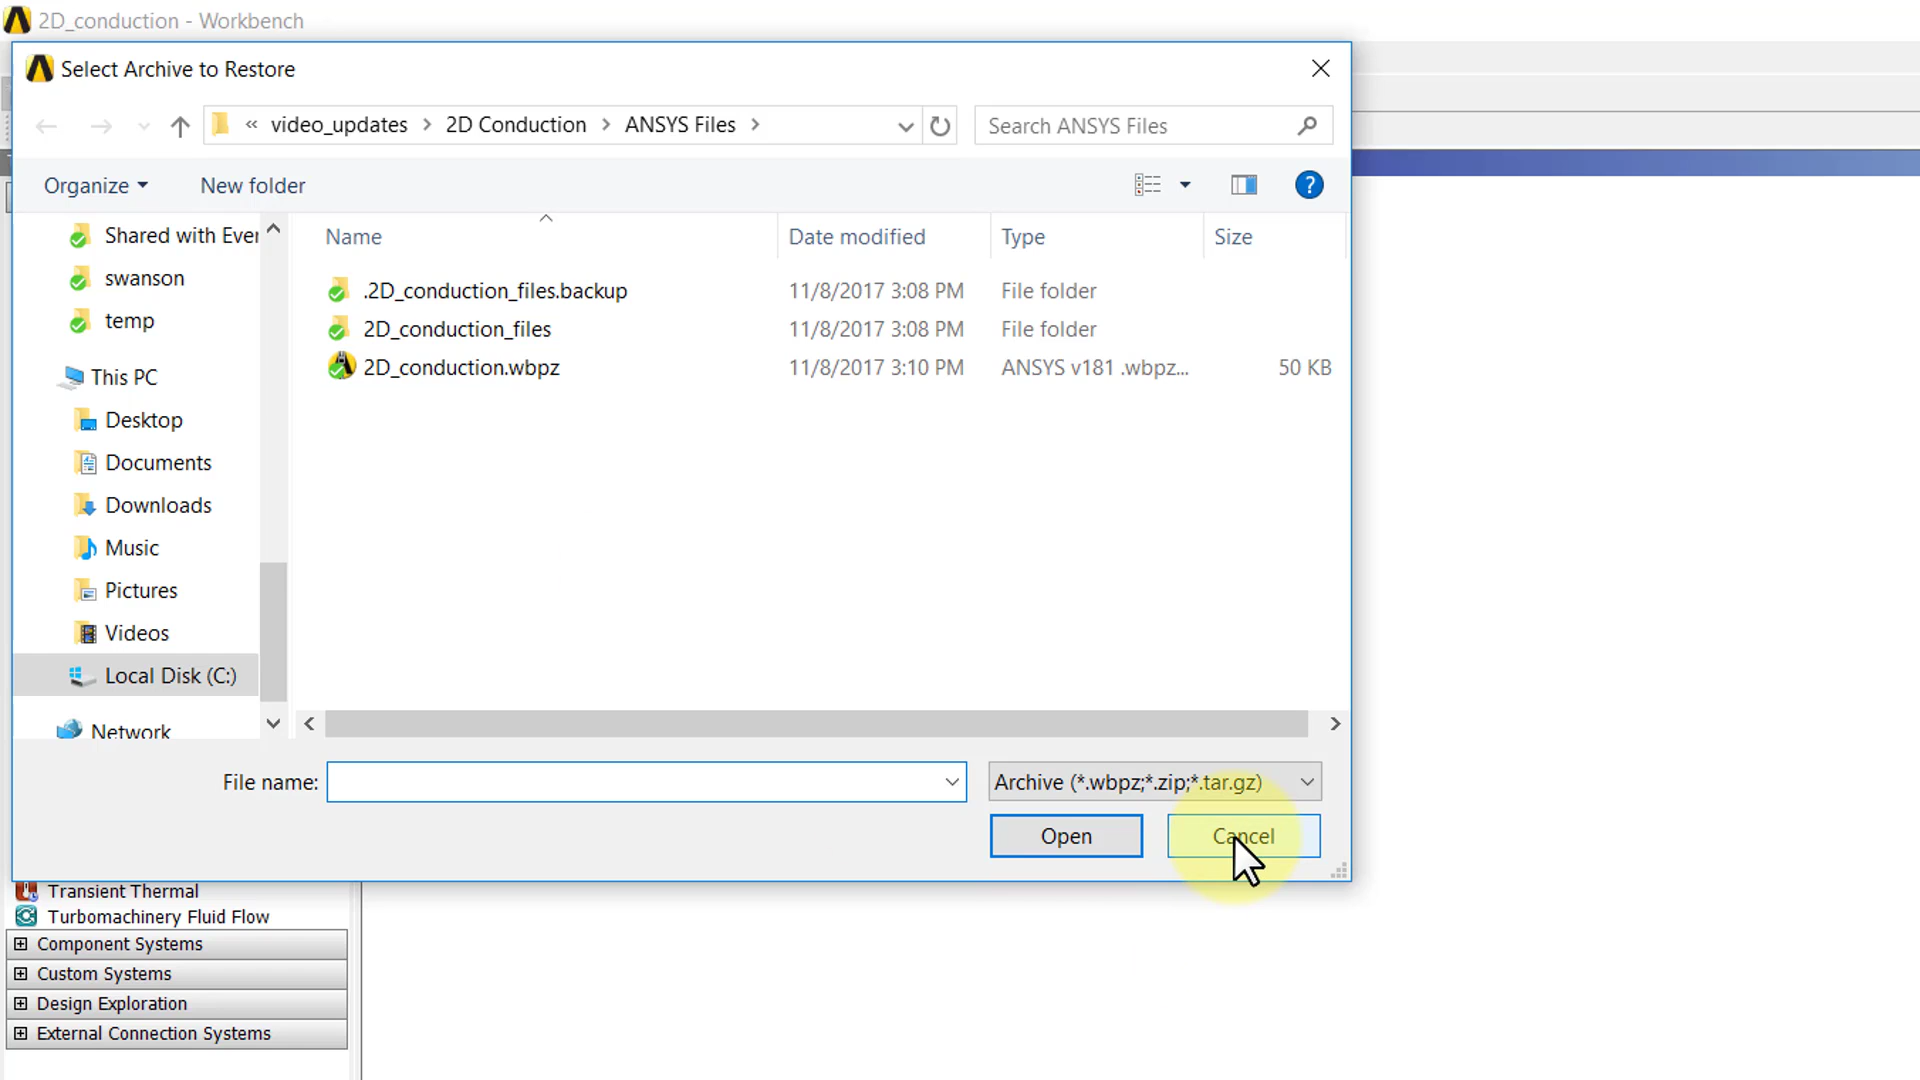 2D_conduction - Workbench
Select Archive to Restore
« video_updates > 2D Conduction > ANSYS Files >
Search ANSYS Files
Organize
New folder
?
Shared with Ever
swanson
temp
This PC
Desktop
Documents
Downloads
Music
Pictures
Videos
Local Disk (C:)
Network
Name Date modified Type Size
.2D_conduction_files.backup 11/8/2017 3:08 PM File folder
2D_conduction_files 11/8/2017 3:08 PM File folder
2D_conduction.wbpz 11/8/2017 3:10 PM ANSYS v181 .wbpz... 50 KB
File name:
Archive (*.wbpz;*.zip;*.tar.gz)
Open
Cancel
Transient Thermal
Turbomachinery Fluid Flow
Component Systems
Custom Systems
Design Exploration
External Connection Systems